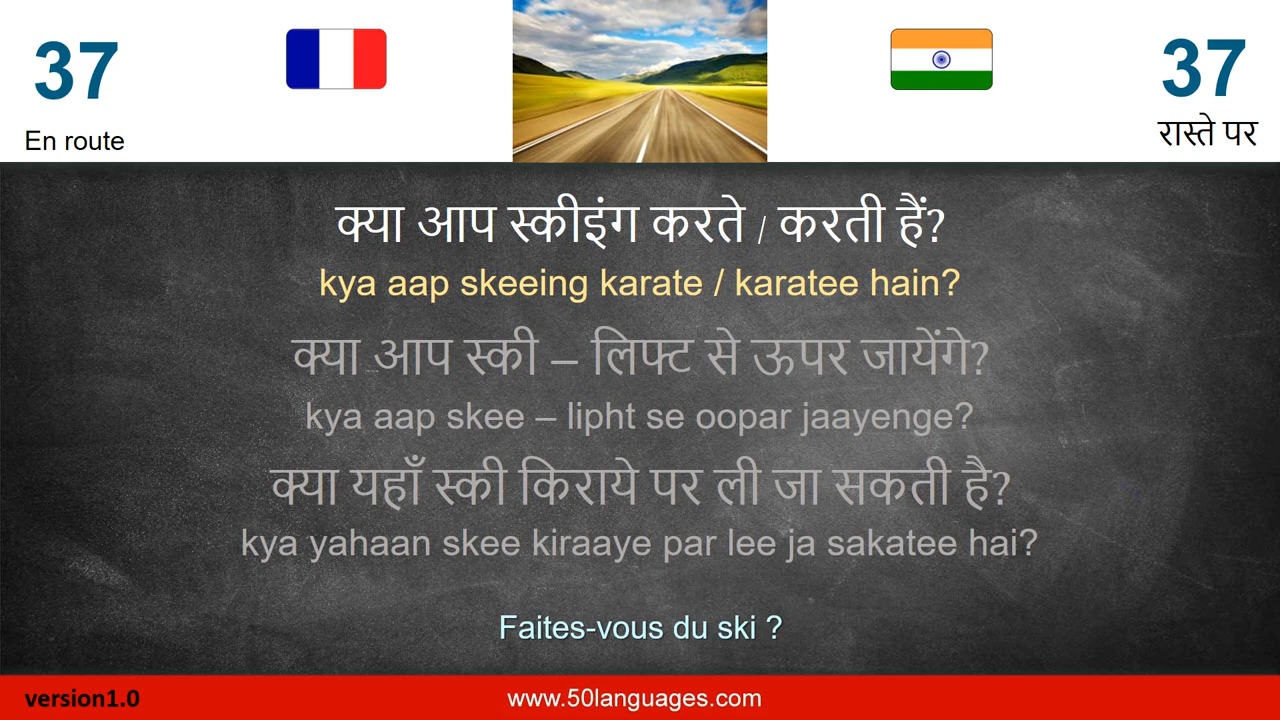 37
37
En route
रास्ते पर
क्या आप स्कीइंग करते / करती हैं?
kya aap skeeing karate / karatee hain?
क्या आप स्की – लिफ्ट से ऊपर जायेंगे?
kya aap skee – lipht se oopar jaayenge?
क्या यहाँ स्की किराये पर ली जा सकती है?
kya yahaan skee kiraaye par lee ja sakatee hai?
Faites-vous du ski ?
version1.0
www.50languages.com